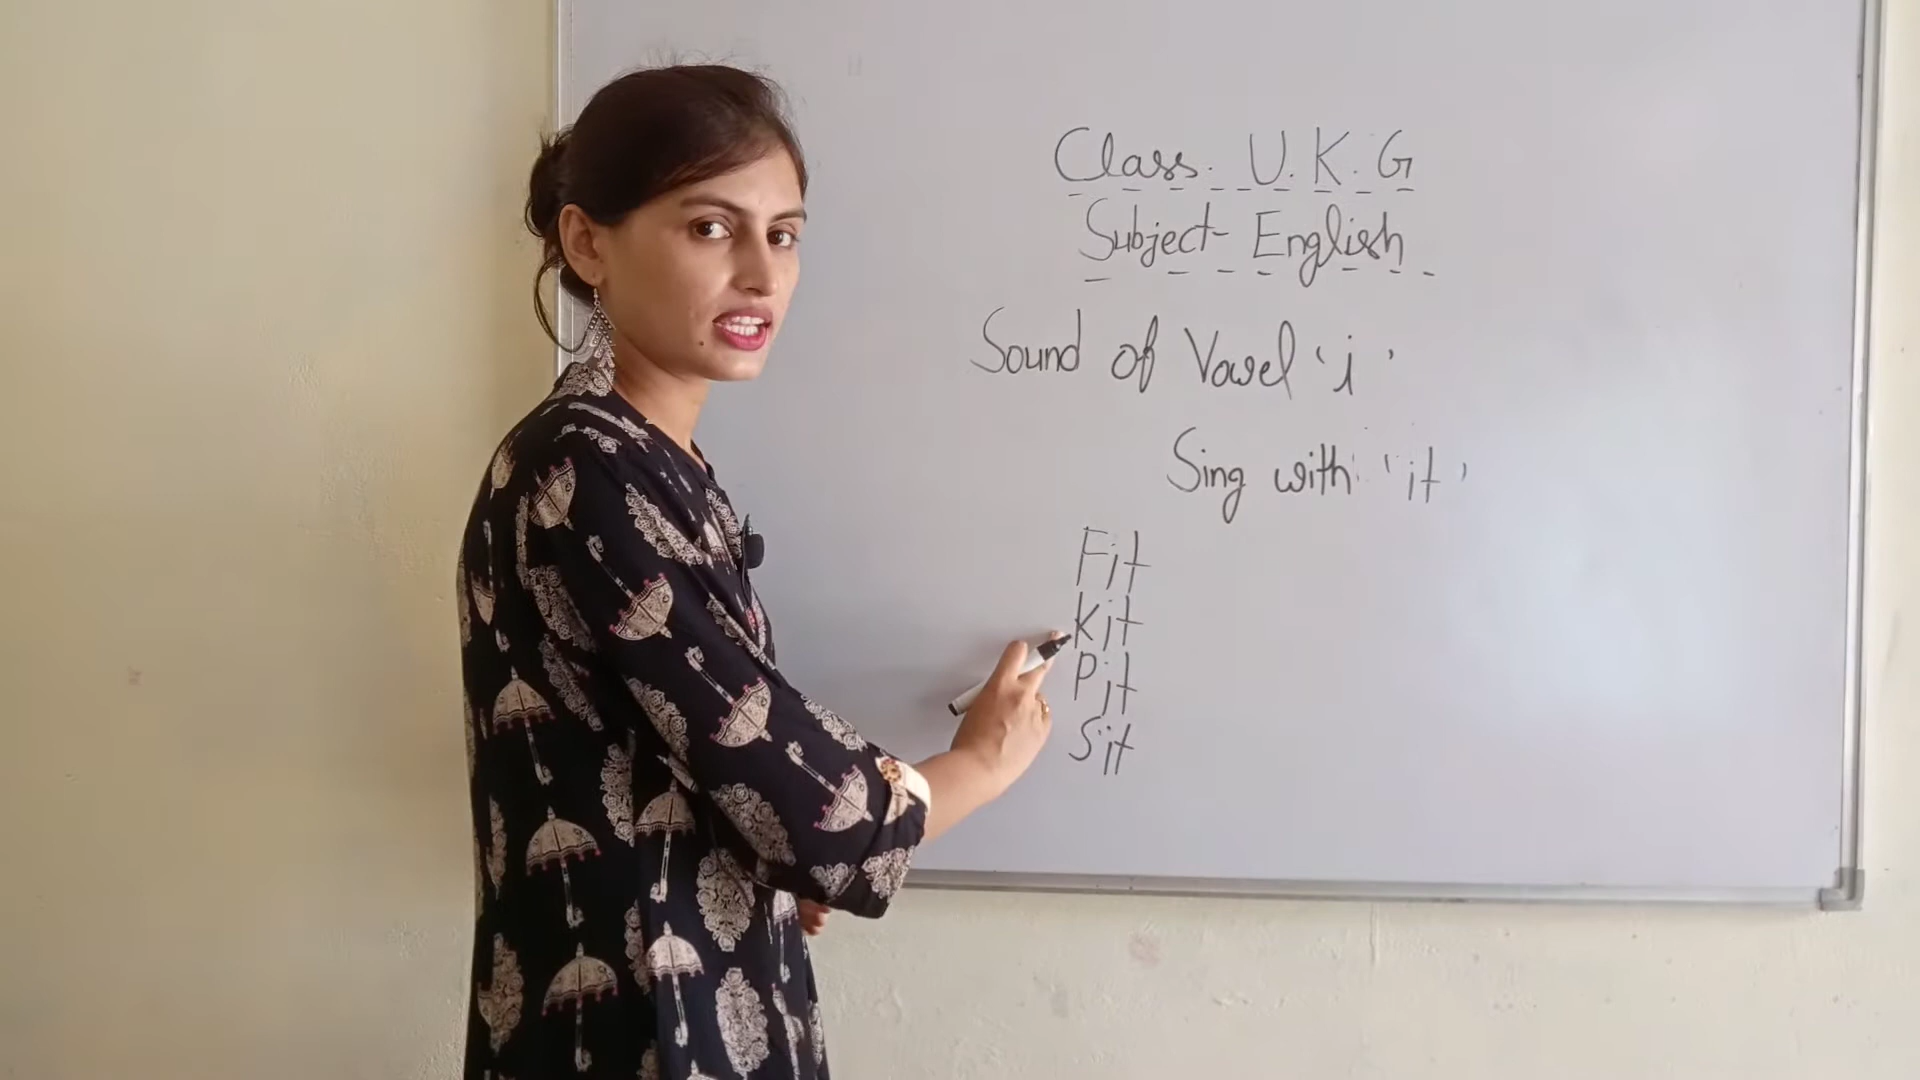 Class. U. K. G
Subject- English
Sound of Vowel 'i'
Sing with 'it'
Fit
Kit
Pit
Sit